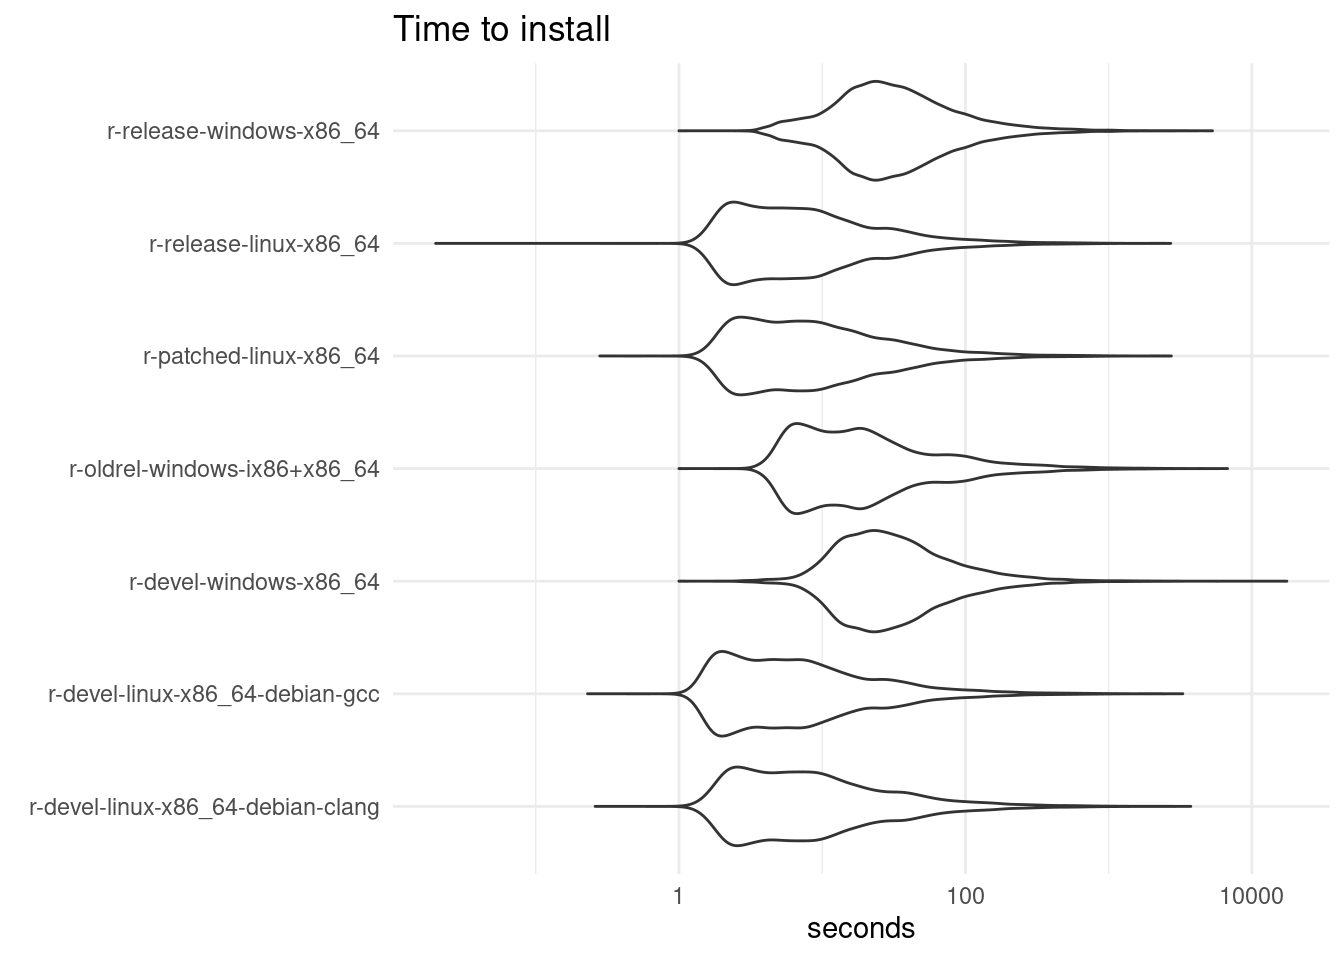 Time to install
r-release-windows-x86_64
r-release-linux-x86_64
r-patched-linux-x86_64
r-oldrel-windows-ix86+x86_64
r-devel-windows-x86_64
r-devel-linux-x86_64-debian-gcc
r-devel-linux-x86_64-debian-clang
1 100 10000
seconds